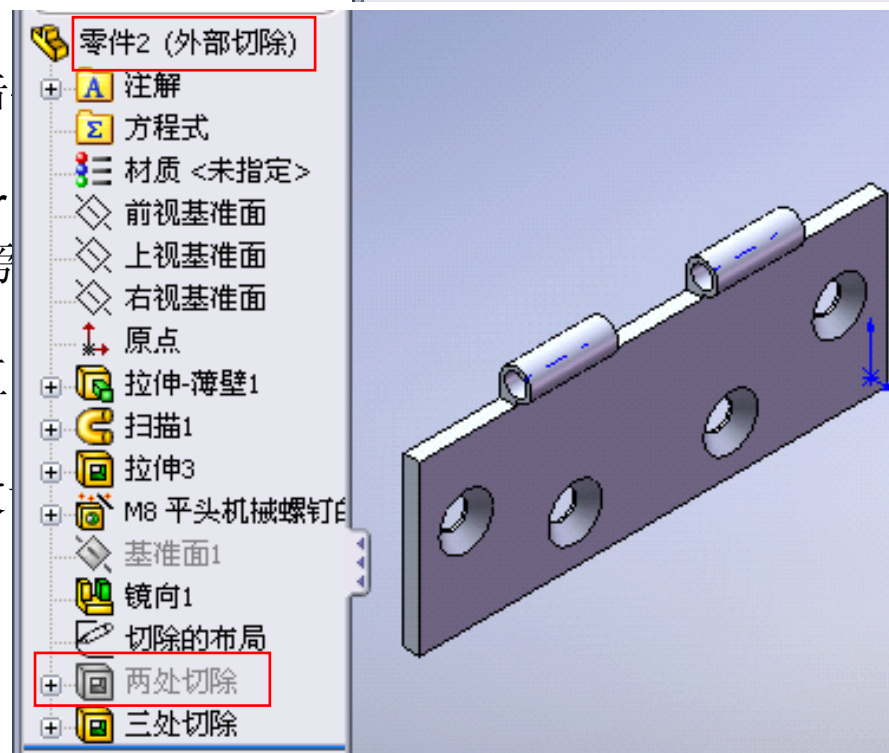 零件2 (外部切除)
A 注解
Σ 方程式
材质 <未指定>
前视基准面
上视基准面
右视基准面
原点
拉伸-薄壁1
扫描1
拉伸3
M8 平头机械螺钉
基准面1
镜向1
切除的布局
两处切除
三处切除